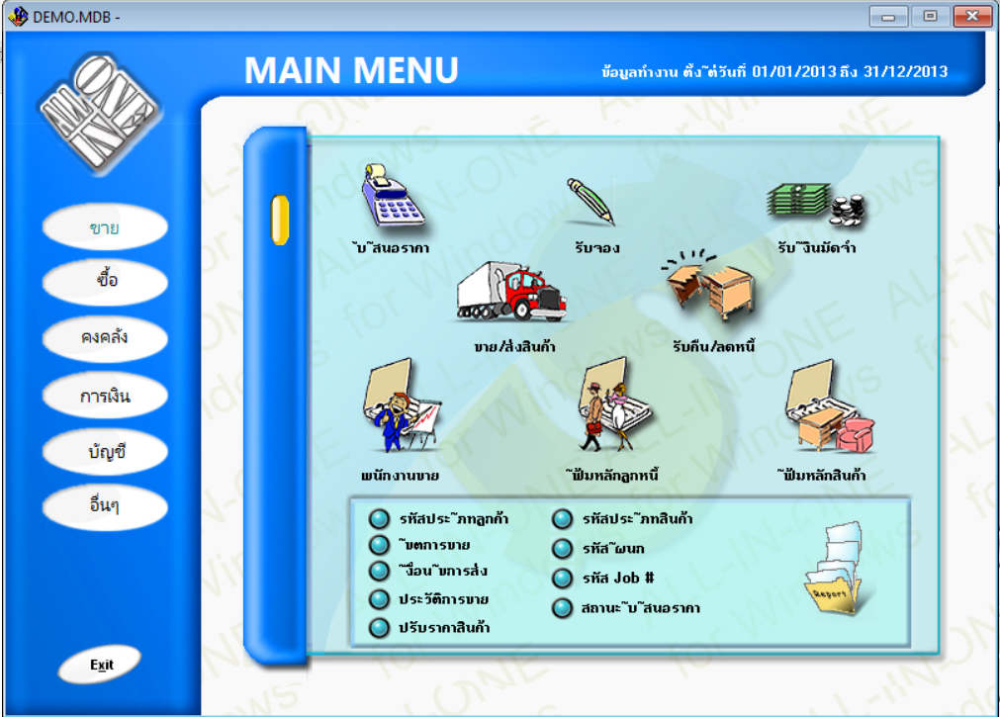 DEMO.MDB -
ALL IN ONE
MAIN MENU
ข้อมูลทำงาน ตั้ง˜ต่วันที่ 01/01/2013 ถึง 31/12/2013
ขาย
ซื้อ
คงคลัง
การเงิน
บัญชี
อื่นๆ
Exit
˜บ˜สนอราคา
รับจอง
รับ˜งินมัดจำ
ขาย/ส่งสินค้า
รับคืน/ลดหนี้
พนักงานขาย
˜ฟ้มหลักลูกหนี้
˜ฟ้มหลักสินค้า
รหัสประ˜ภทลูกค้า
˜ขตการขาย
˜งื่อน˜ขการส่ง
ประวัติการขาย
ปรับราคาสินค้า
รหัสประ˜ภทสินค้า
รหัส˜ผนก
รหัส Job #
สถานะ˜บ˜สนอราคา
Report
ALL-IN-ONE
for Windows